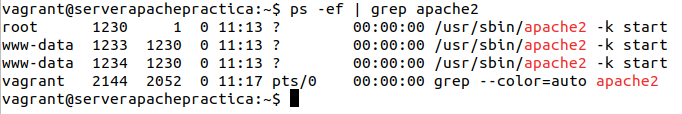 vagrant@serverapachepractica:~$ ps -ef | grep apache2
root      1230     1  0 11:13 ?        00:00:00 /usr/sbin/apache2 -k start
www-data  1233  1230  0 11:13 ?        00:00:00 /usr/sbin/apache2 -k start
www-data  1234  1230  0 11:13 ?        00:00:00 /usr/sbin/apache2 -k start
vagrant   2144  2052  0 11:17 pts/0    00:00:00 grep --color=auto apache2
vagrant@serverapachepractica:~$